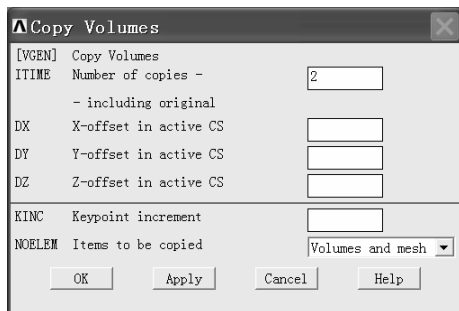 Copy Volumes
[VGEN] Copy Volumes
ITIME Number of copies - 2
- including original
DX X-offset in active CS
DY Y-offset in active CS
DZ Z-offset in active CS
KINC Keypoint increment
NOELEM Items to be copied Volumes and mesh
OK Apply Cancel Help